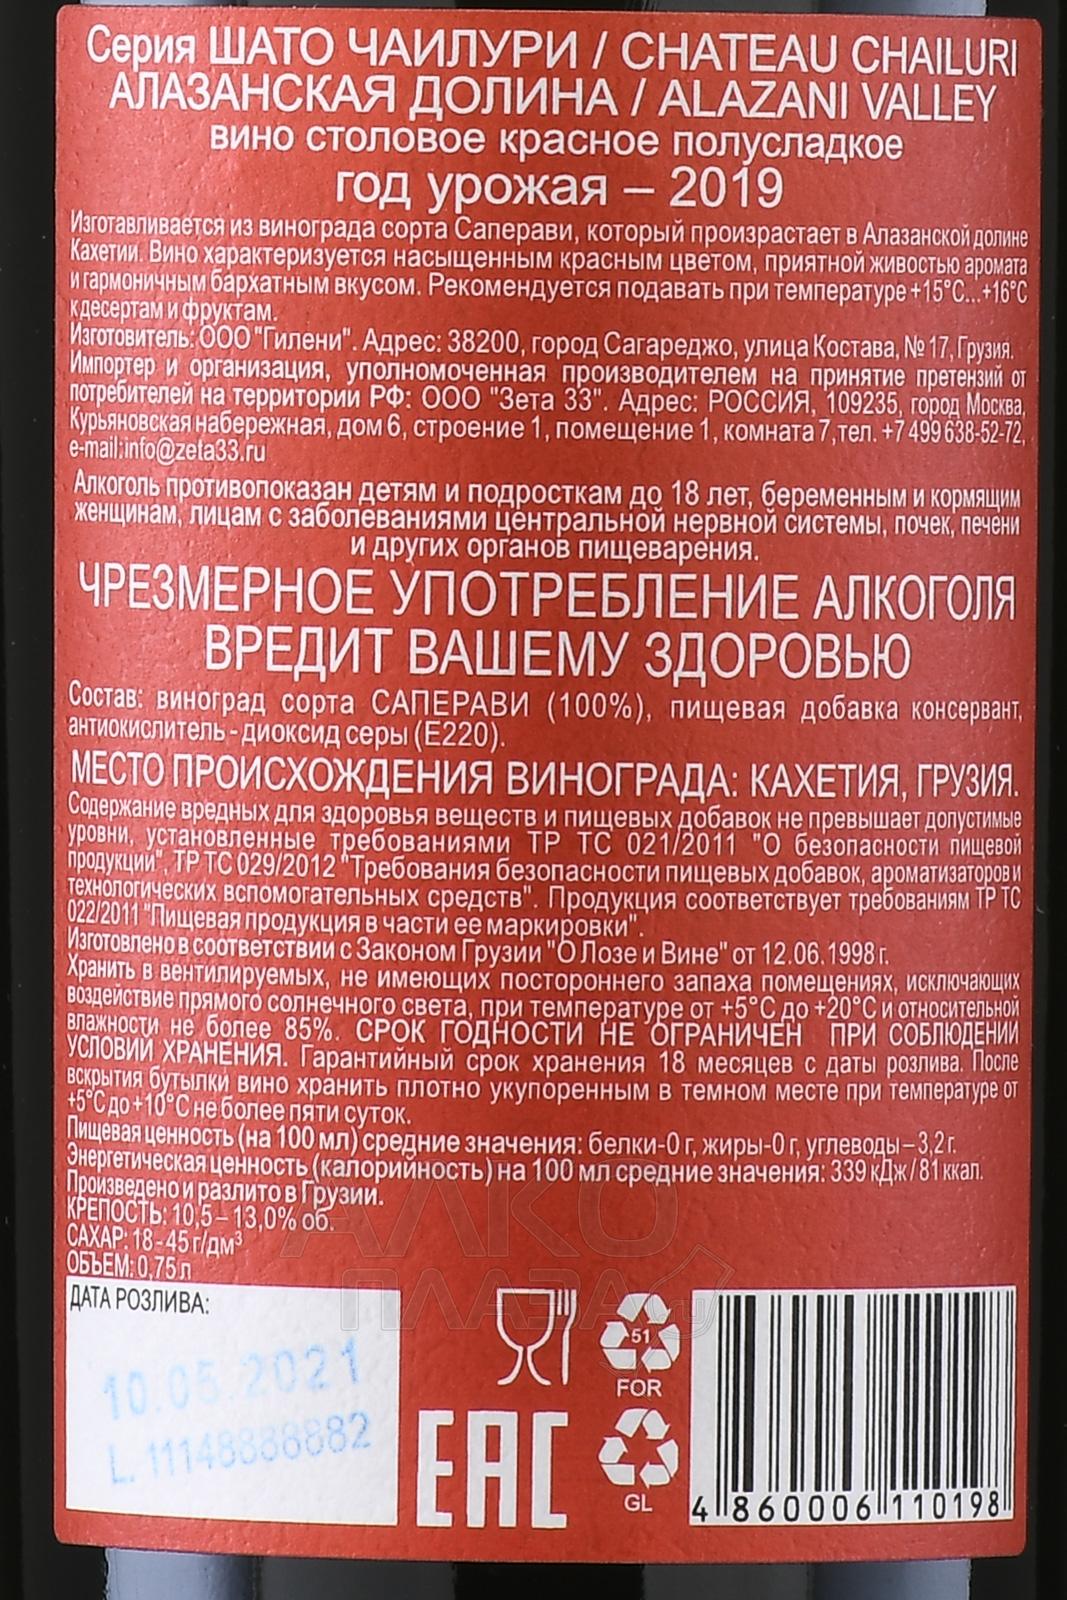 Серия ШАТО ЧАИЛУРИ / CHATEAU CHAILURI
АЛАЗАНСКАЯ ДОЛИНА / ALAZANI VALLEY
вино столовое красное полусладкое
год урожая – 2019
Изготавливается из винограда сорта Саперави, который произрастает в Алазанской долине
Кахетии. Вино характеризуется насыщенным красным цветом, приятной живостью аромата
и гармоничным бархатным вкусом. Рекомендуется подавать при температуре +15°С...+16°С
к десертам и фруктам.
Изготовитель: ООО "Гилени". Адрес: 38200, город Сагареджо, улица Костава, № 17, Грузия.
Импортер и организация, уполномоченная производителем на принятие претензий от
потребителей на территории РФ: ООО "Зета 33". Адрес: РОССИЯ, 109235, город Москва,
Курьяновская набережная, дом 6, строение 1, помещение 1, комната 7, тел. +7 499 638-52-72,
e-mail: info@zeta33.ru
Алкоголь противопоказан детям и подросткам до 18 лет, беременным и кормящим
женщинам, лицам с заболеваниями центральной нервной системы, почек, печени
и других органов пищеварения.
ЧРЕЗМЕРНОЕ УПОТРЕБЛЕНИЕ АЛКОГОЛЯ
ВРЕДИТ ВАШЕМУ ЗДОРОВЬЮ
Состав: виноград сорта САПЕРАВИ (100%), пищевая добавка консервант,
антиокислитель - диоксид серы (Е220).
МЕСТО ПРОИСХОЖДЕНИЯ ВИНОГРАДА: КАХЕТИЯ, ГРУЗИЯ.
Содержание вредных для здоровья веществ и пищевых добавок не превышает допустимые
уровни, установленные требованиями ТР ТС 021/2011 "О безопасности пищевой
продукции", ТР ТС 029/2012 "Требования безопасности пищевых добавок, ароматизаторов и
технологических вспомогательных средств". Продукция соответствует требованиям ТР ТС
022/2011 "Пищевая продукция в части ее маркировки".
Изготовлено в соответствии с Законом Грузии "О Лозе и Вине" от 12.06.1998 г.
Хранить в вентилируемых, не имеющих постороннего запаха помещениях, исключающих
воздействие прямого солнечного света, при температуре от +5°С до +20°С и относительной
влажности не более 85%. СРОК ГОДНОСТИ НЕ ОГРАНИЧЕН ПРИ СОБЛЮДЕНИИ
УСЛОВИЙ ХРАНЕНИЯ. Гарантийный срок хранения 18 месяцев с даты розлива. После
вскрытия бутылки вино хранить плотно укупоренным в темном месте при температуре от
+5°С до +10°С не более пяти суток.
Пищевая ценность (на 100 мл) средние значения: белки-0 г, жиры-0 г, углеводы – 3,2 г.
Энергетическая ценность (калорийность) на 100 мл средние значения: 339 кДж / 81 ккал.
Произведено и разлито в Грузии.
КРЕПОСТЬ: 10,5 – 13,0% об.
САХАР: 18 - 45 г/дм³
ОБЪЕМ: 0,75 л
АЛКО
ПЛАЗА
ДАТА РОЗЛИВА:
10.05.2021
L. 11148888882
51
FOR
EAC
GL
4 860006 110198